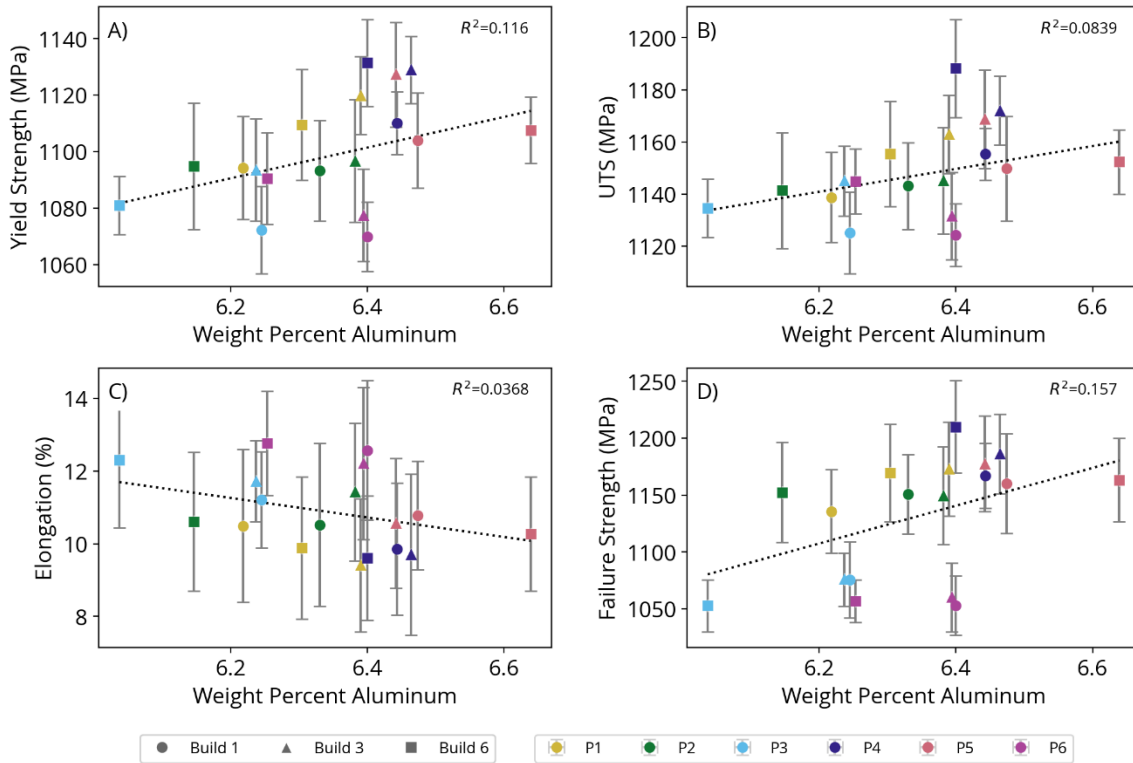 A)
R²=0.116
Yield Strength (MPa)
1140
1120
1100
1080
1060
6.2 6.4 6.6
Weight Percent Aluminum
B)
R²=0.0839
UTS (MPa)
1200
1180
1160
1140
1120
6.2 6.4 6.6
Weight Percent Aluminum
C)
R²=0.0368
Elongation (%)
14
12
10
8
6.2 6.4 6.6
Weight Percent Aluminum
D)
R²=0.157
Failure Strength (MPa)
1250
1200
1150
1100
1050
6.2 6.4 6.6
Weight Percent Aluminum
Build 1 Build 3 Build 6
P1 P2 P3 P4 P5 P6